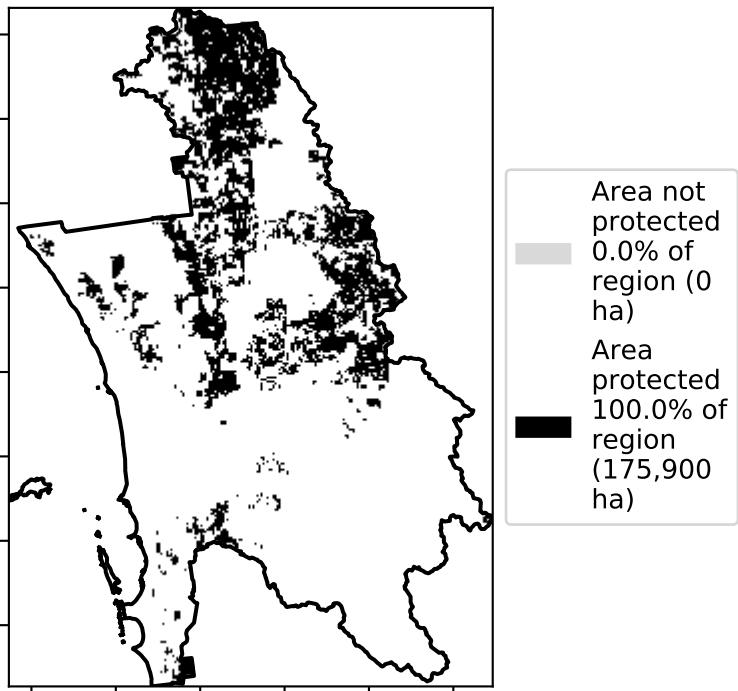 Area not
protected
0.0% of
region (0
ha)
Area
protected
100.0% of
region
(175,900
ha)